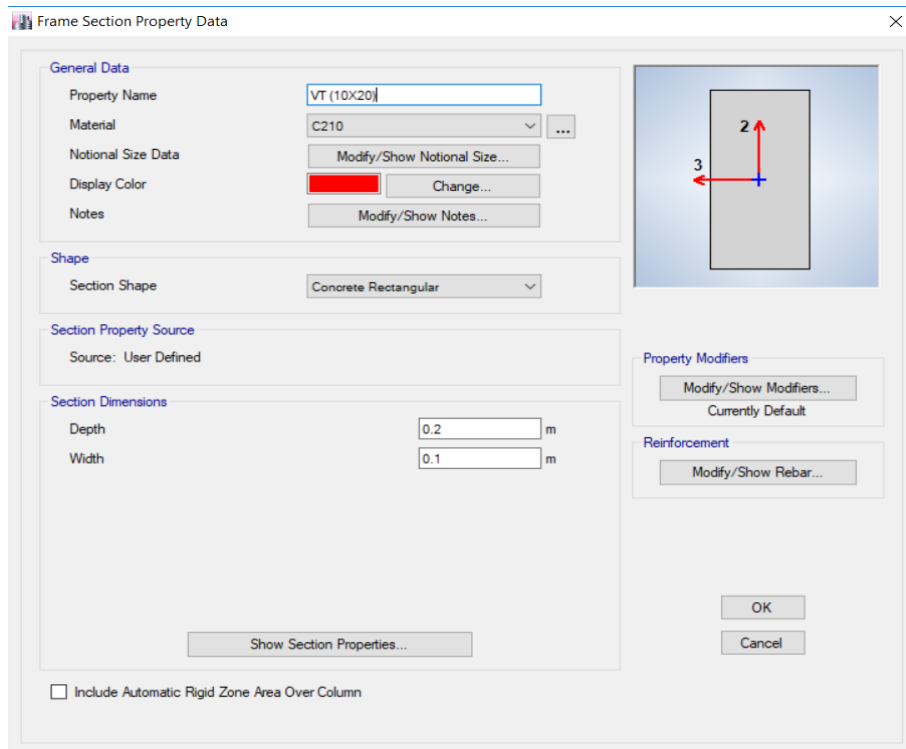 Frame Section Property Data
General Data
Property Name VT (10X20)
Material C210 ...
Notional Size Data Modify/Show Notional Size...
Display Color Change...
Notes Modify/Show Notes...
2
3
Shape
Section Shape Concrete Rectangular
Section Property Source
Source: User Defined
Property Modifiers
Modify/Show Modifiers...
Currently Default
Section Dimensions
Depth 0.2 m
Width 0.1 m
Reinforcement
Modify/Show Rebar...
OK
Show Section Properties...
Cancel
Include Automatic Rigid Zone Area Over Column